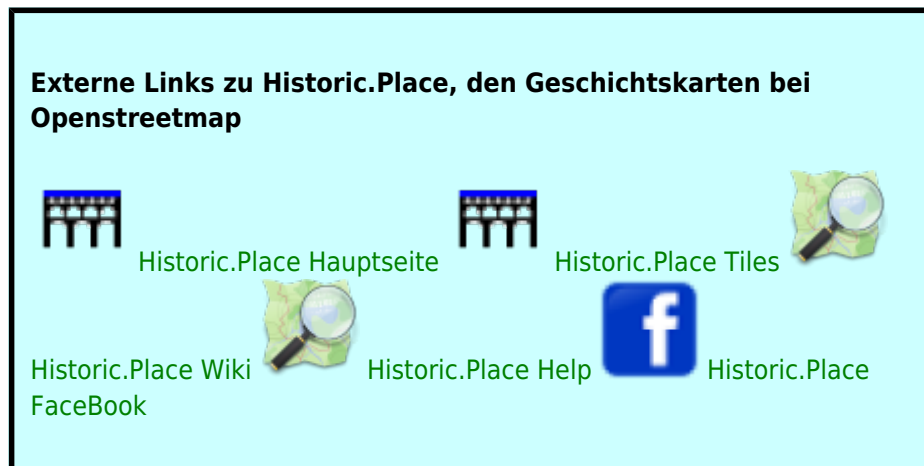 Externe Links zu Historic.Place, den Geschichtskarten bei
Openstreetmap
Historic.Place Hauptseite Historic.Place Tiles
Historic.Place Wiki Historic.Place Help Historic.Place
FaceBook